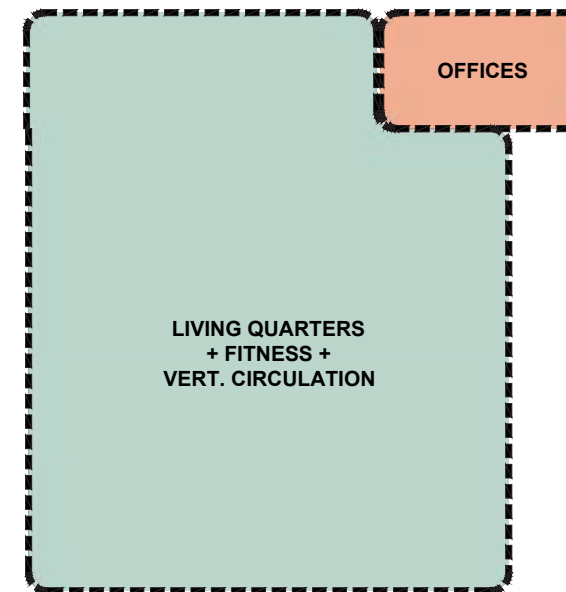 OFFICES
LIVING QUARTERS
+ FITNESS +
VERT. CIRCULATION